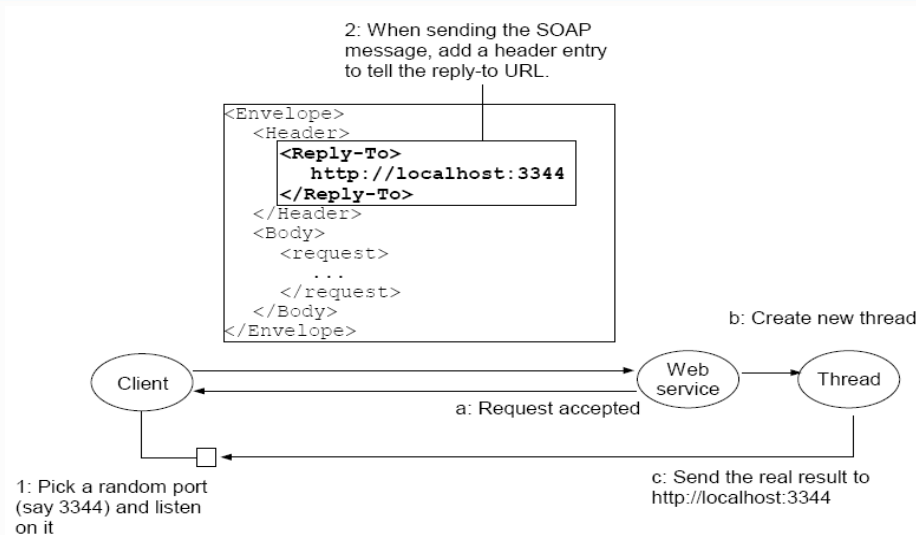 2: When sending the SOAP
message, add a header entry
to tell the reply-to URL.
<Envelope>
<Header>
<Reply-To>
http://localhost:3344
</Reply-To>
</Header>
<Body>
<request>
...
</request>
</Body>
</Envelope>
b: Create new thread
Client
Web
service
Thread
a: Request accepted
1: Pick a random port
(say 3344) and listen
on it
c: Send the real result to
http://localhost:3344